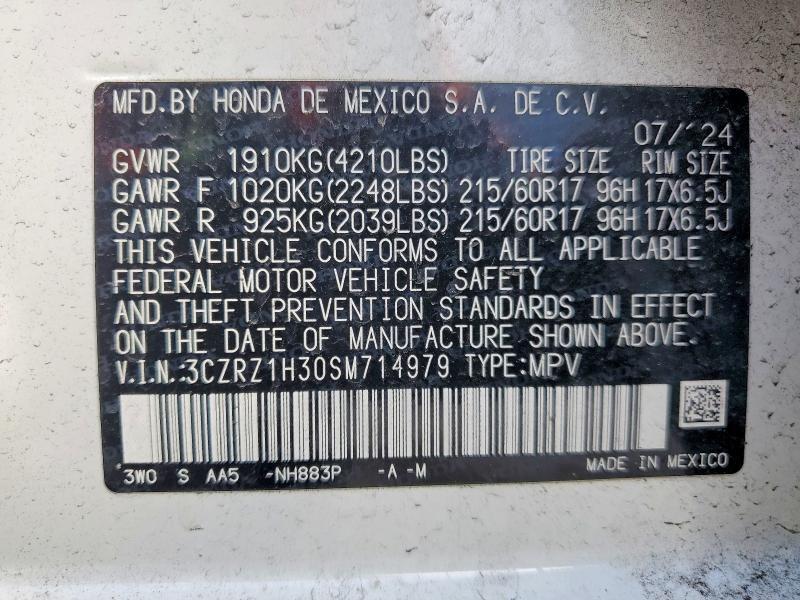 MFD.BY HONDA DE MEXICO S.A. DE C.V.
07/'24
GVWR 1910KG(4210LBS) TIRE SIZE RIM SIZE
GAWR F 1020KG(2248LBS) 215/60R17 96H 17X6.5J
GAWR R 925KG(2039LBS) 215/60R17 96H 17X6.5J
THIS VEHICLE CONFORMS TO ALL APPLICABLE
FEDERAL MOTOR VEHICLE SAFETY
AND THEFT PREVENTION STANDARDS IN EFFECT
ON THE DATE OF MANUFACTURE SHOWN ABOVE.
V.I.N.:3CZRZ1H30SM714979 TYPE:MPV
*3W0 S AA5 -NH883P -A -M
MADE IN MEXICO